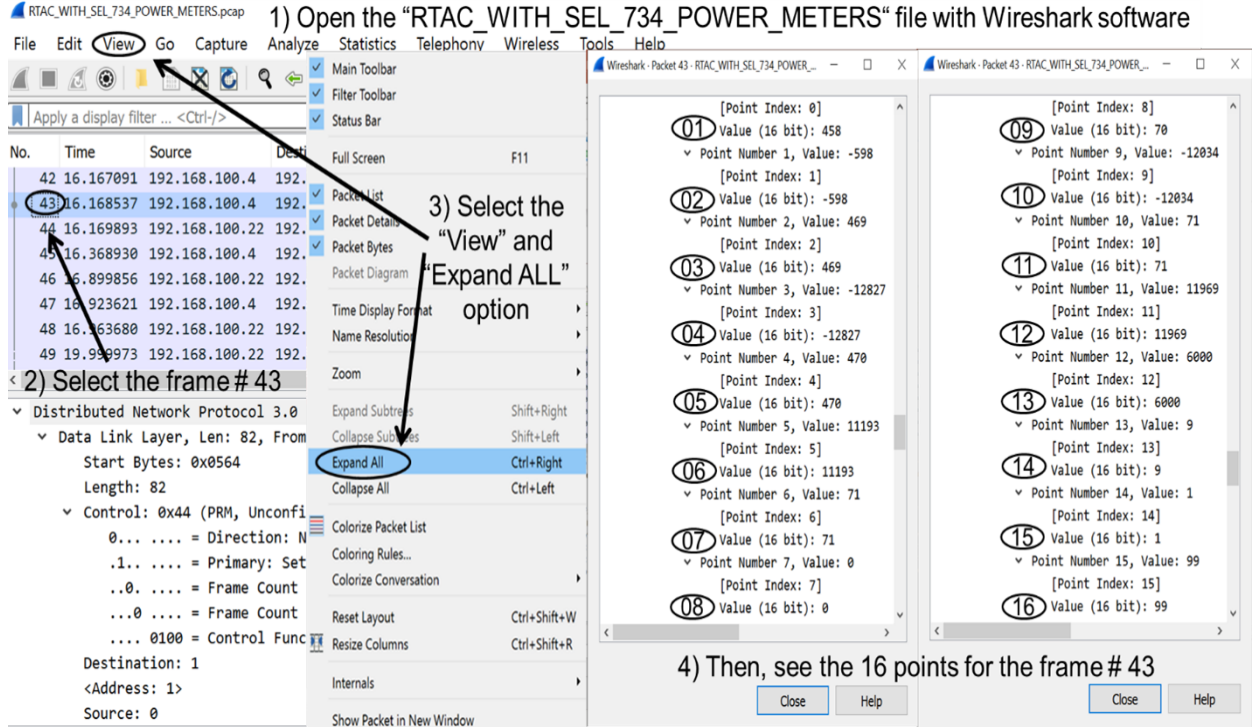 RTAC_WITH_SEL_734_POWER_METERS.pcap
1) Open the “RTAC_WITH_SEL_734_POWER_METERS“ file with Wireshark software
File Edit View Go Capture Analyze Statistics Telephony Wireless Tools Help
Apply a display filter ... <Ctrl-/>
No. Time Source Desti
42 16.167091 192.168.100.4 192.
43 16.168537 192.168.100.4 192.
44 16.169893 192.168.100.22 192.
45 16.368930 192.168.100.4 192.
46 16.899856 192.168.100.22 192.
47 16.923621 192.168.100.4 192.
48 16.963680 192.168.100.22 192.
49 19.999973 192.168.100.22 192.
2) Select the frame # 43
Distributed Network Protocol 3.0
Data Link Layer, Len: 82, From
Start Bytes: 0x0564
Length: 82
Control: 0x44 (PRM, Unconfi
0... .... = Direction: N
.1.. .... = Primary: Set
..0. .... = Frame Count
...0 .... = Frame Count
.... 0100 = Control Func
Destination: 1
<Address: 1>
Source: 0
Main Toolbar
Filter Toolbar
Status Bar
Full Screen F11
Packet List
Packet Details
Packet Bytes
Packet Diagram
Time Display Format
Name Resolution
Zoom
Expand Subtrees Shift+Right
Collapse Subtrees Shift+Left
Expand All Ctrl+Right
Collapse All Ctrl+Left
Colorize Packet List
Coloring Rules...
Colorize Conversation
Reset Layout Ctrl+Shift+W
Resize Columns Ctrl+Shift+R
Internals
Show Packet in New Window
3) Select the
“View” and
“Expand ALL”
option
Wireshark · Packet 43 · RTAC_WITH_SEL_734_POWER_...
[Point Index: 0]
01 Value (16 bit): 458
Point Number 1, Value: -598
[Point Index: 1]
02 Value (16 bit): -598
Point Number 2, Value: 469
[Point Index: 2]
03 Value (16 bit): 469
Point Number 3, Value: -12827
[Point Index: 3]
04 Value (16 bit): -12827
Point Number 4, Value: 470
[Point Index: 4]
05 Value (16 bit): 470
Point Number 5, Value: 11193
[Point Index: 5]
06 Value (16 bit): 11193
Point Number 6, Value: 71
[Point Index: 6]
07 Value (16 bit): 71
Point Number 7, Value: 0
[Point Index: 7]
08 Value (16 bit): 0
Wireshark · Packet 43 · RTAC_WITH_SEL_734_POWER_...
[Point Index: 8]
09 Value (16 bit): 70
Point Number 9, Value: -12034
[Point Index: 9]
10 Value (16 bit): -12034
Point Number 10, Value: 71
[Point Index: 10]
11 Value (16 bit): 71
Point Number 11, Value: 11969
[Point Index: 11]
12 Value (16 bit): 11969
Point Number 12, Value: 6000
[Point Index: 12]
13 Value (16 bit): 6000
Point Number 13, Value: 9
[Point Index: 13]
14 Value (16 bit): 9
Point Number 14, Value: 1
[Point Index: 14]
15 Value (16 bit): 1
Point Number 15, Value: 99
[Point Index: 15]
16 Value (16 bit): 99
4) Then, see the 16 points for the frame # 43
Close Help
Close Help